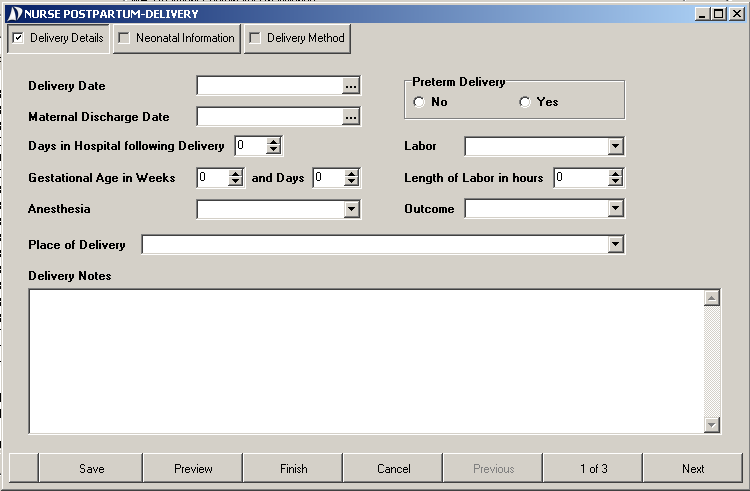 NURSE POSTPARTUM-DELIVERY
Delivery Details Neonatal Information Delivery Method
Delivery Date ... Preterm Delivery
No Yes
Maternal Discharge Date ...
Days in Hospital following Delivery 0 Labor
Gestational Age in Weeks 0 and Days 0 Length of Labor in hours 0
Anesthesia Outcome
Place of Delivery
Delivery Notes
Save Preview Finish Cancel Previous 1 of 3 Next